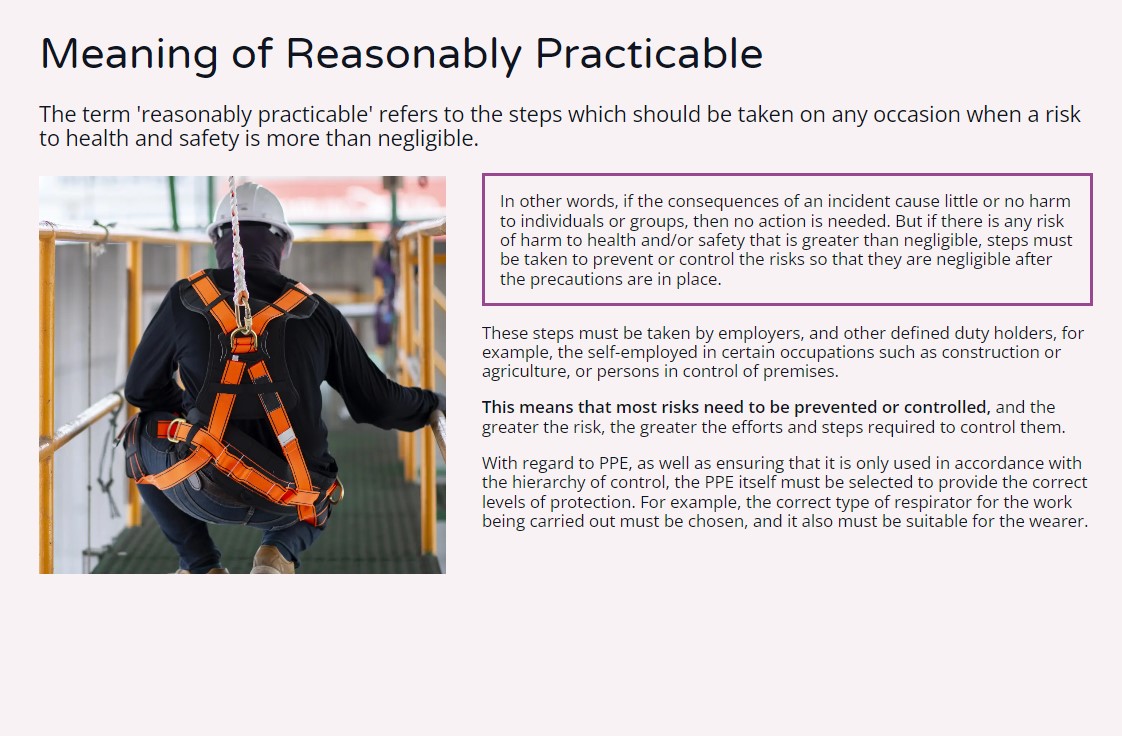 Meaning of Reasonably Practicable
The term 'reasonably practicable' refers to the steps which should be taken on any occasion when a risk
to health and safety is more than negligible.
In other words, if the consequences of an incident cause little or no harm
to individuals or groups, then no action is needed. But if there is any risk
of harm to health and/or safety that is greater than negligible, steps must
be taken to prevent or control the risks so that they are negligible after
the precautions are in place.
These steps must be taken by employers, and other defined duty holders, for
example, the self-employed in certain occupations such as construction or
agriculture, or persons in control of premises.
This means that most risks need to be prevented or controlled, and the
greater the risk, the greater the efforts and steps required to control them.
With regard to PPE, as well as ensuring that it is only used in accordance with
the hierarchy of control, the PPE itself must be selected to provide the correct
levels of protection. For example, the correct type of respirator for the work
being carried out must be chosen, and it also must be suitable for the wearer.